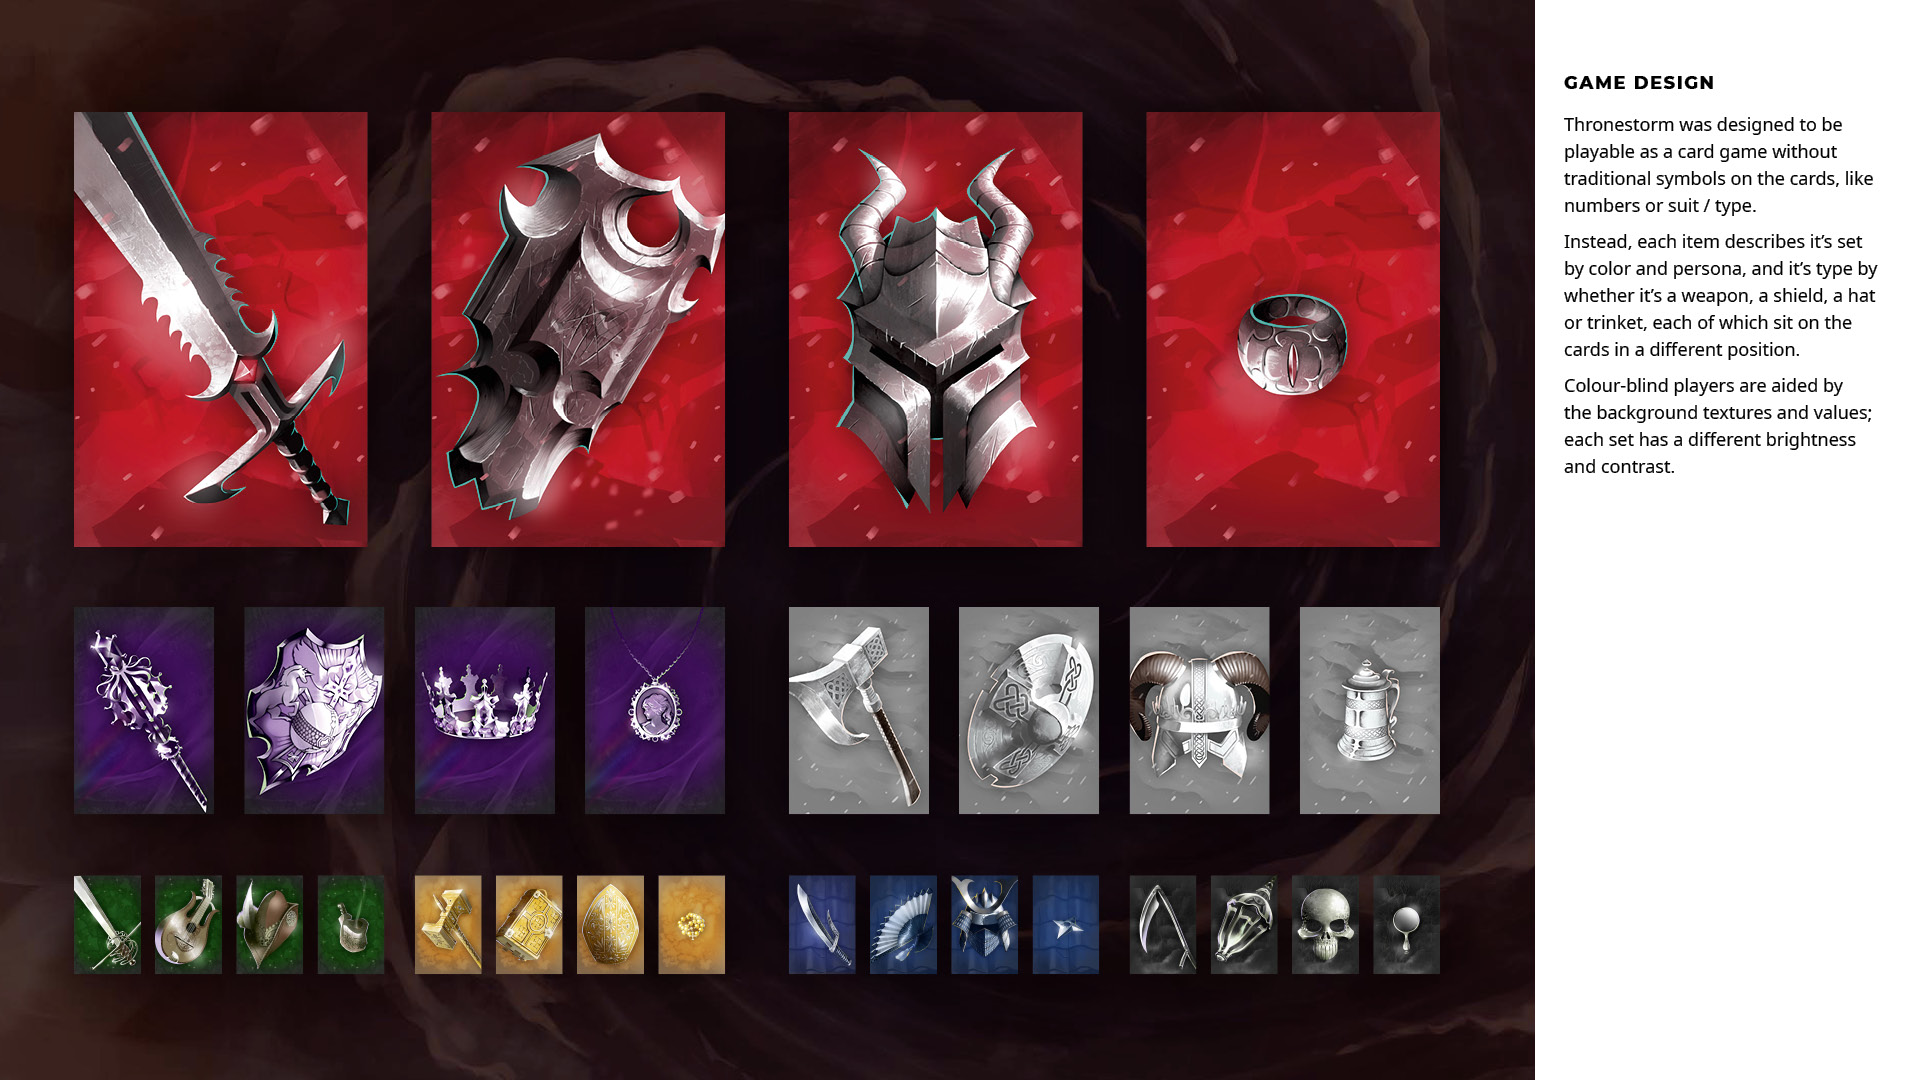 GAME DESIGN
Thronestorm was designed to be
playable as a card game without
traditional symbols on the cards, like
numbers or suit / type.
Instead, each item describes it’s set
by color and persona, and it’s type by
whether it’s a weapon, a shield, a hat
or trinket, each of which sit on the
cards in a different position.
Colour-blind players are aided by
the background textures and values;
each set has a different brightness
and contrast.